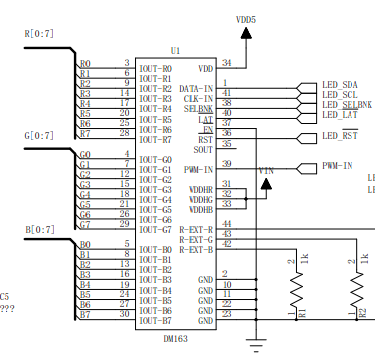 VDD5
R[0:7]
U1
R0 3 IOUT-R0 VDD 34
R1 6 IOUT-R1
R2 9 IOUT-R2 DATA-IN 1 LED_SDA
R3 14 IOUT-R3 CLK-IN 41 LED_SCL
R4 17 IOUT-R4 SELBNK 38 LED_SELBNK
R5 20 IOUT-R5 LAT 40 LED_LAT
R6 25 IOUT-R6 EN 37
R7 28 IOUT-R7 RST 36 LED_RST
SOUT 35
G[0:7]
G0 4 IOUT-G0
G1 7 IOUT-G1 PWM-IN 39 PWM-IN
G2 12 IOUT-G2 VIN
G3 15 IOUT-G3 VDDHR 31
G4 18 IOUT-G4 VDDHG 32
G5 21 IOUT-G5 VDDHB 33
G6 26 IOUT-G6
G7 29 IOUT-G7 R-EXT-R 44
B[0:7] R-EXT-G 43
B0 5 IOUT-B0 R-EXT-B 42
B1 8 IOUT-B1
B2 13 IOUT-B2
B3 16 IOUT-B3 GND 2
B4 19 IOUT-B4 GND 10
B5 24 IOUT-B5 GND 11
B6 27 IOUT-B6 GND 22
B7 30 IOUT-B7 GND 23
2 1k 1 R1
2 1k 1 R2
C5
???
DM163